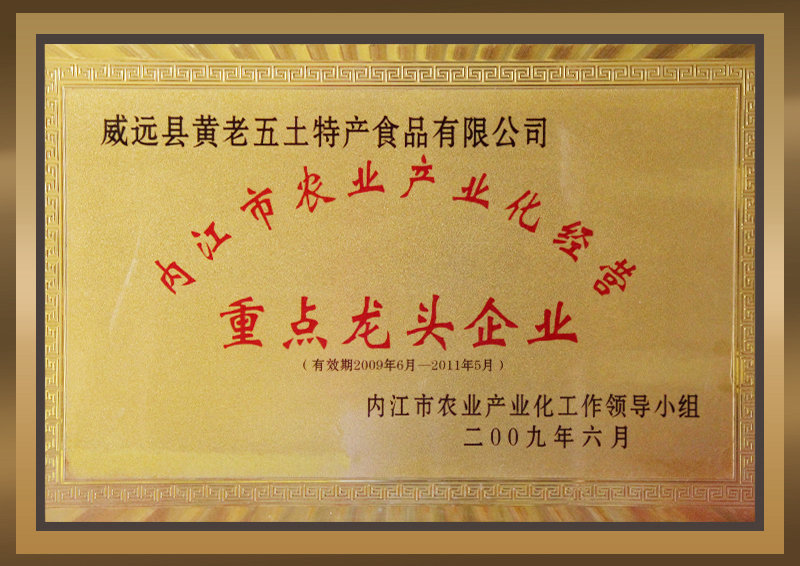 威远县黄老五土特产食品有限公司
内江市农业产业化经营
重点龙头企业
（有效期2009年6月—2011年5月）
内江市农业产业化工作领导小组
二00九年六月